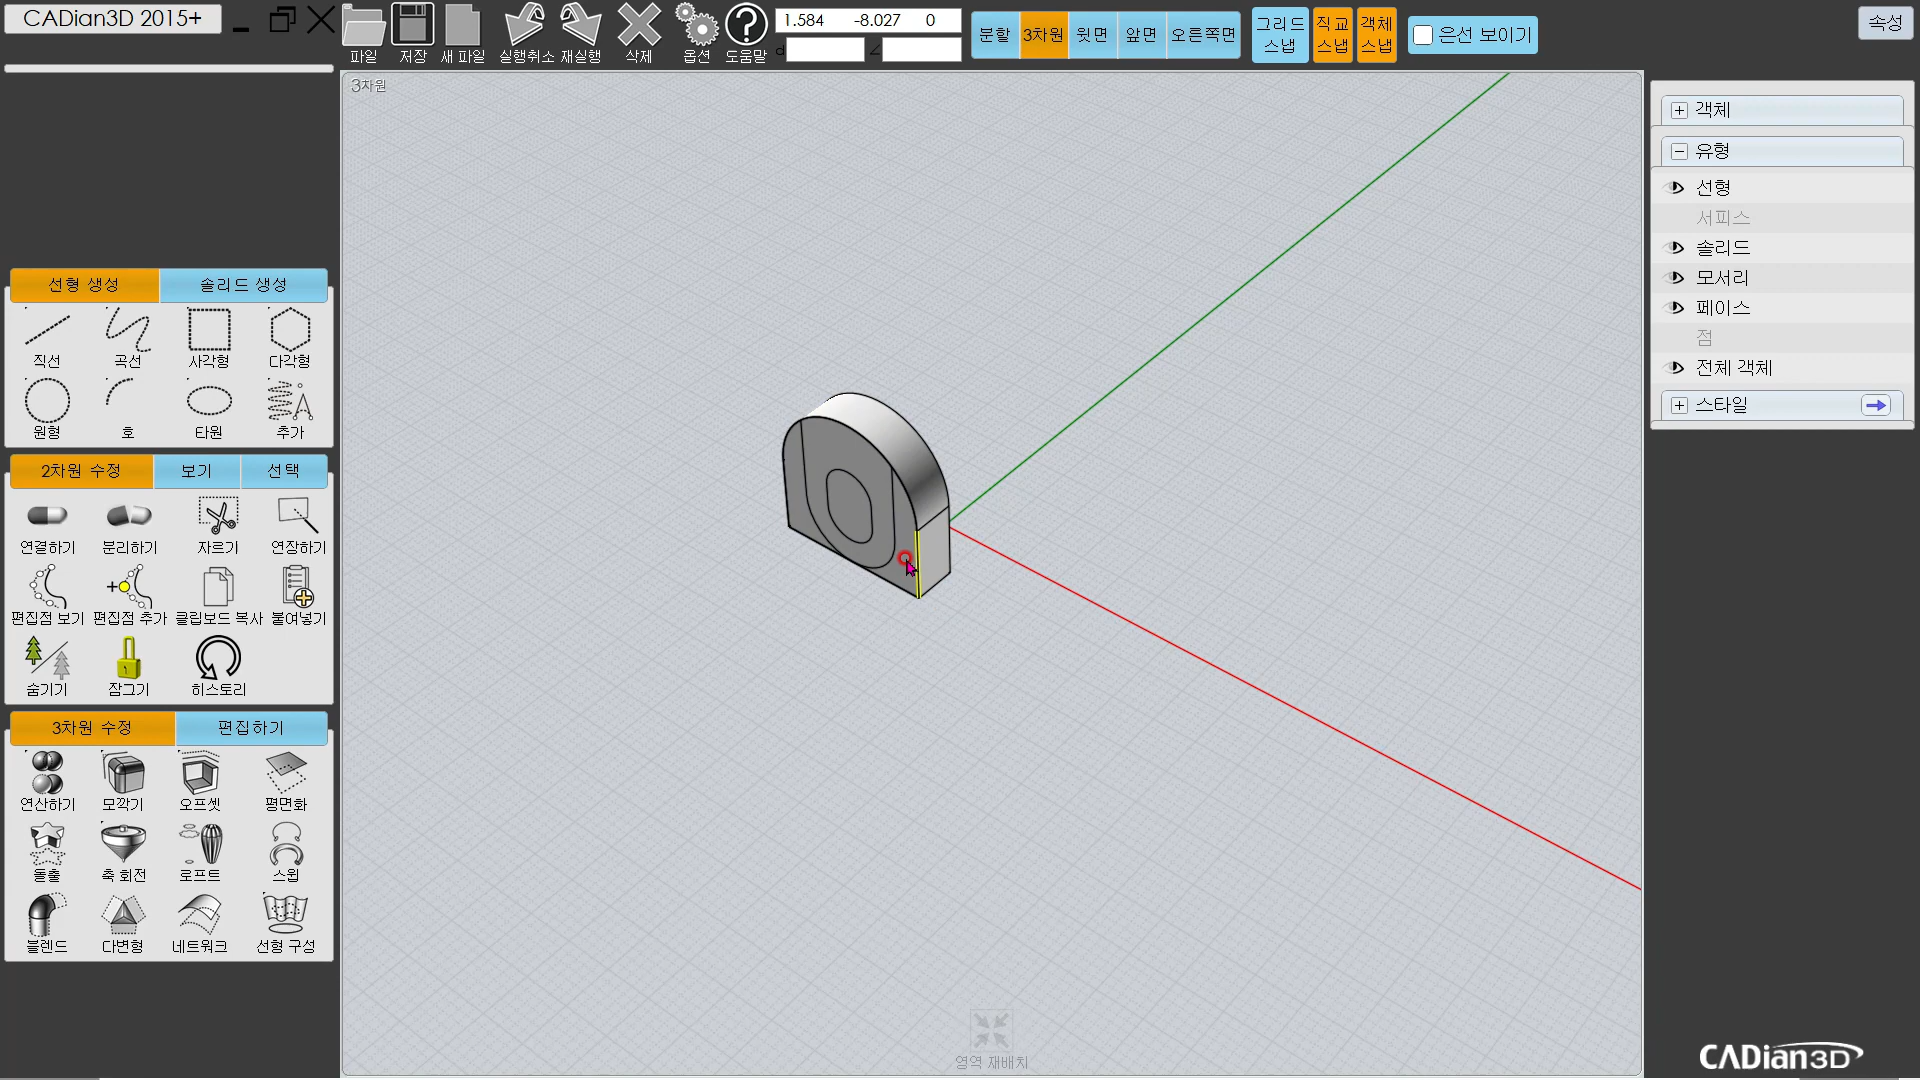 CADian3D 2015+
파일
저장
새 파일
실행취소
재실행
삭제
옵션
도움말
1.584 -8.027 0
d
∠
분할
3차원
윗면
앞면
오른쪽면
그리드
스냅
직교
스냅
객체
스냅
은선 보이기
속성
3차원
선형 생성
솔리드 생성
직선
곡선
사각형
다각형
원형
호
타원
추가
2차원 수정
보기
선택
연결하기
분리하기
자르기
연장하기
편집점 보기
편집점 추가
클립보드 복사
붙여넣기
숨기기
잠그기
히스토리
3차원 수정
편집하기
연산하기
모깍기
오프셋
평면화
돌출
축 회전
로프트
스윕
블렌드
다변형
네트워크
선형 구성
객체
유형
선형
서피스
솔리드
모서리
페이스
점
전체 객체
스타일
영역 재배치
CADian3D